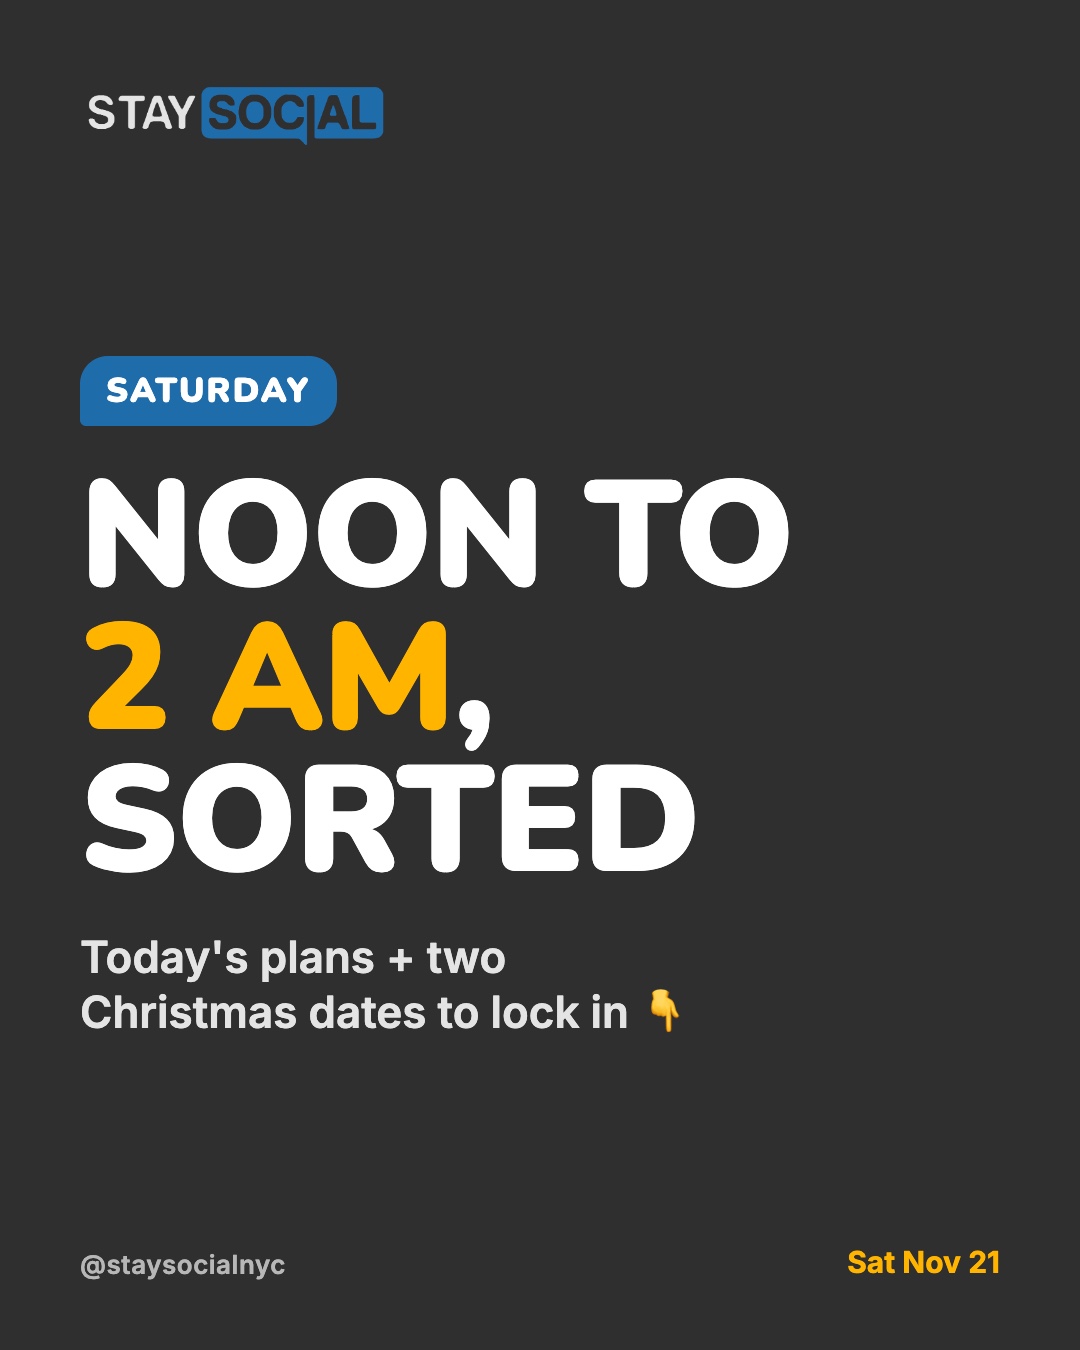 STAY SOCIAL
SATURDAY
NOON TO
2 AM,
SORTED
Today's plans + two
Christmas dates to lock in 👇
@staysocialnyc
Sat Nov 21